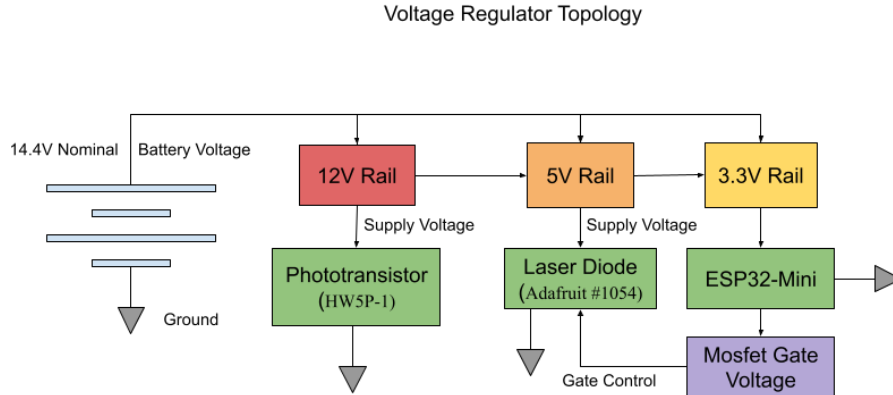 Voltage Regulator Topology
14.4V Nominal
Battery Voltage
12V Rail
5V Rail
3.3V Rail
Supply Voltage
Supply Voltage
Phototransistor
(HW5P-1)
Laser Diode
(Adafruit #1054)
ESP32-Mini
Ground
Mosfet Gate
Voltage
Gate Control